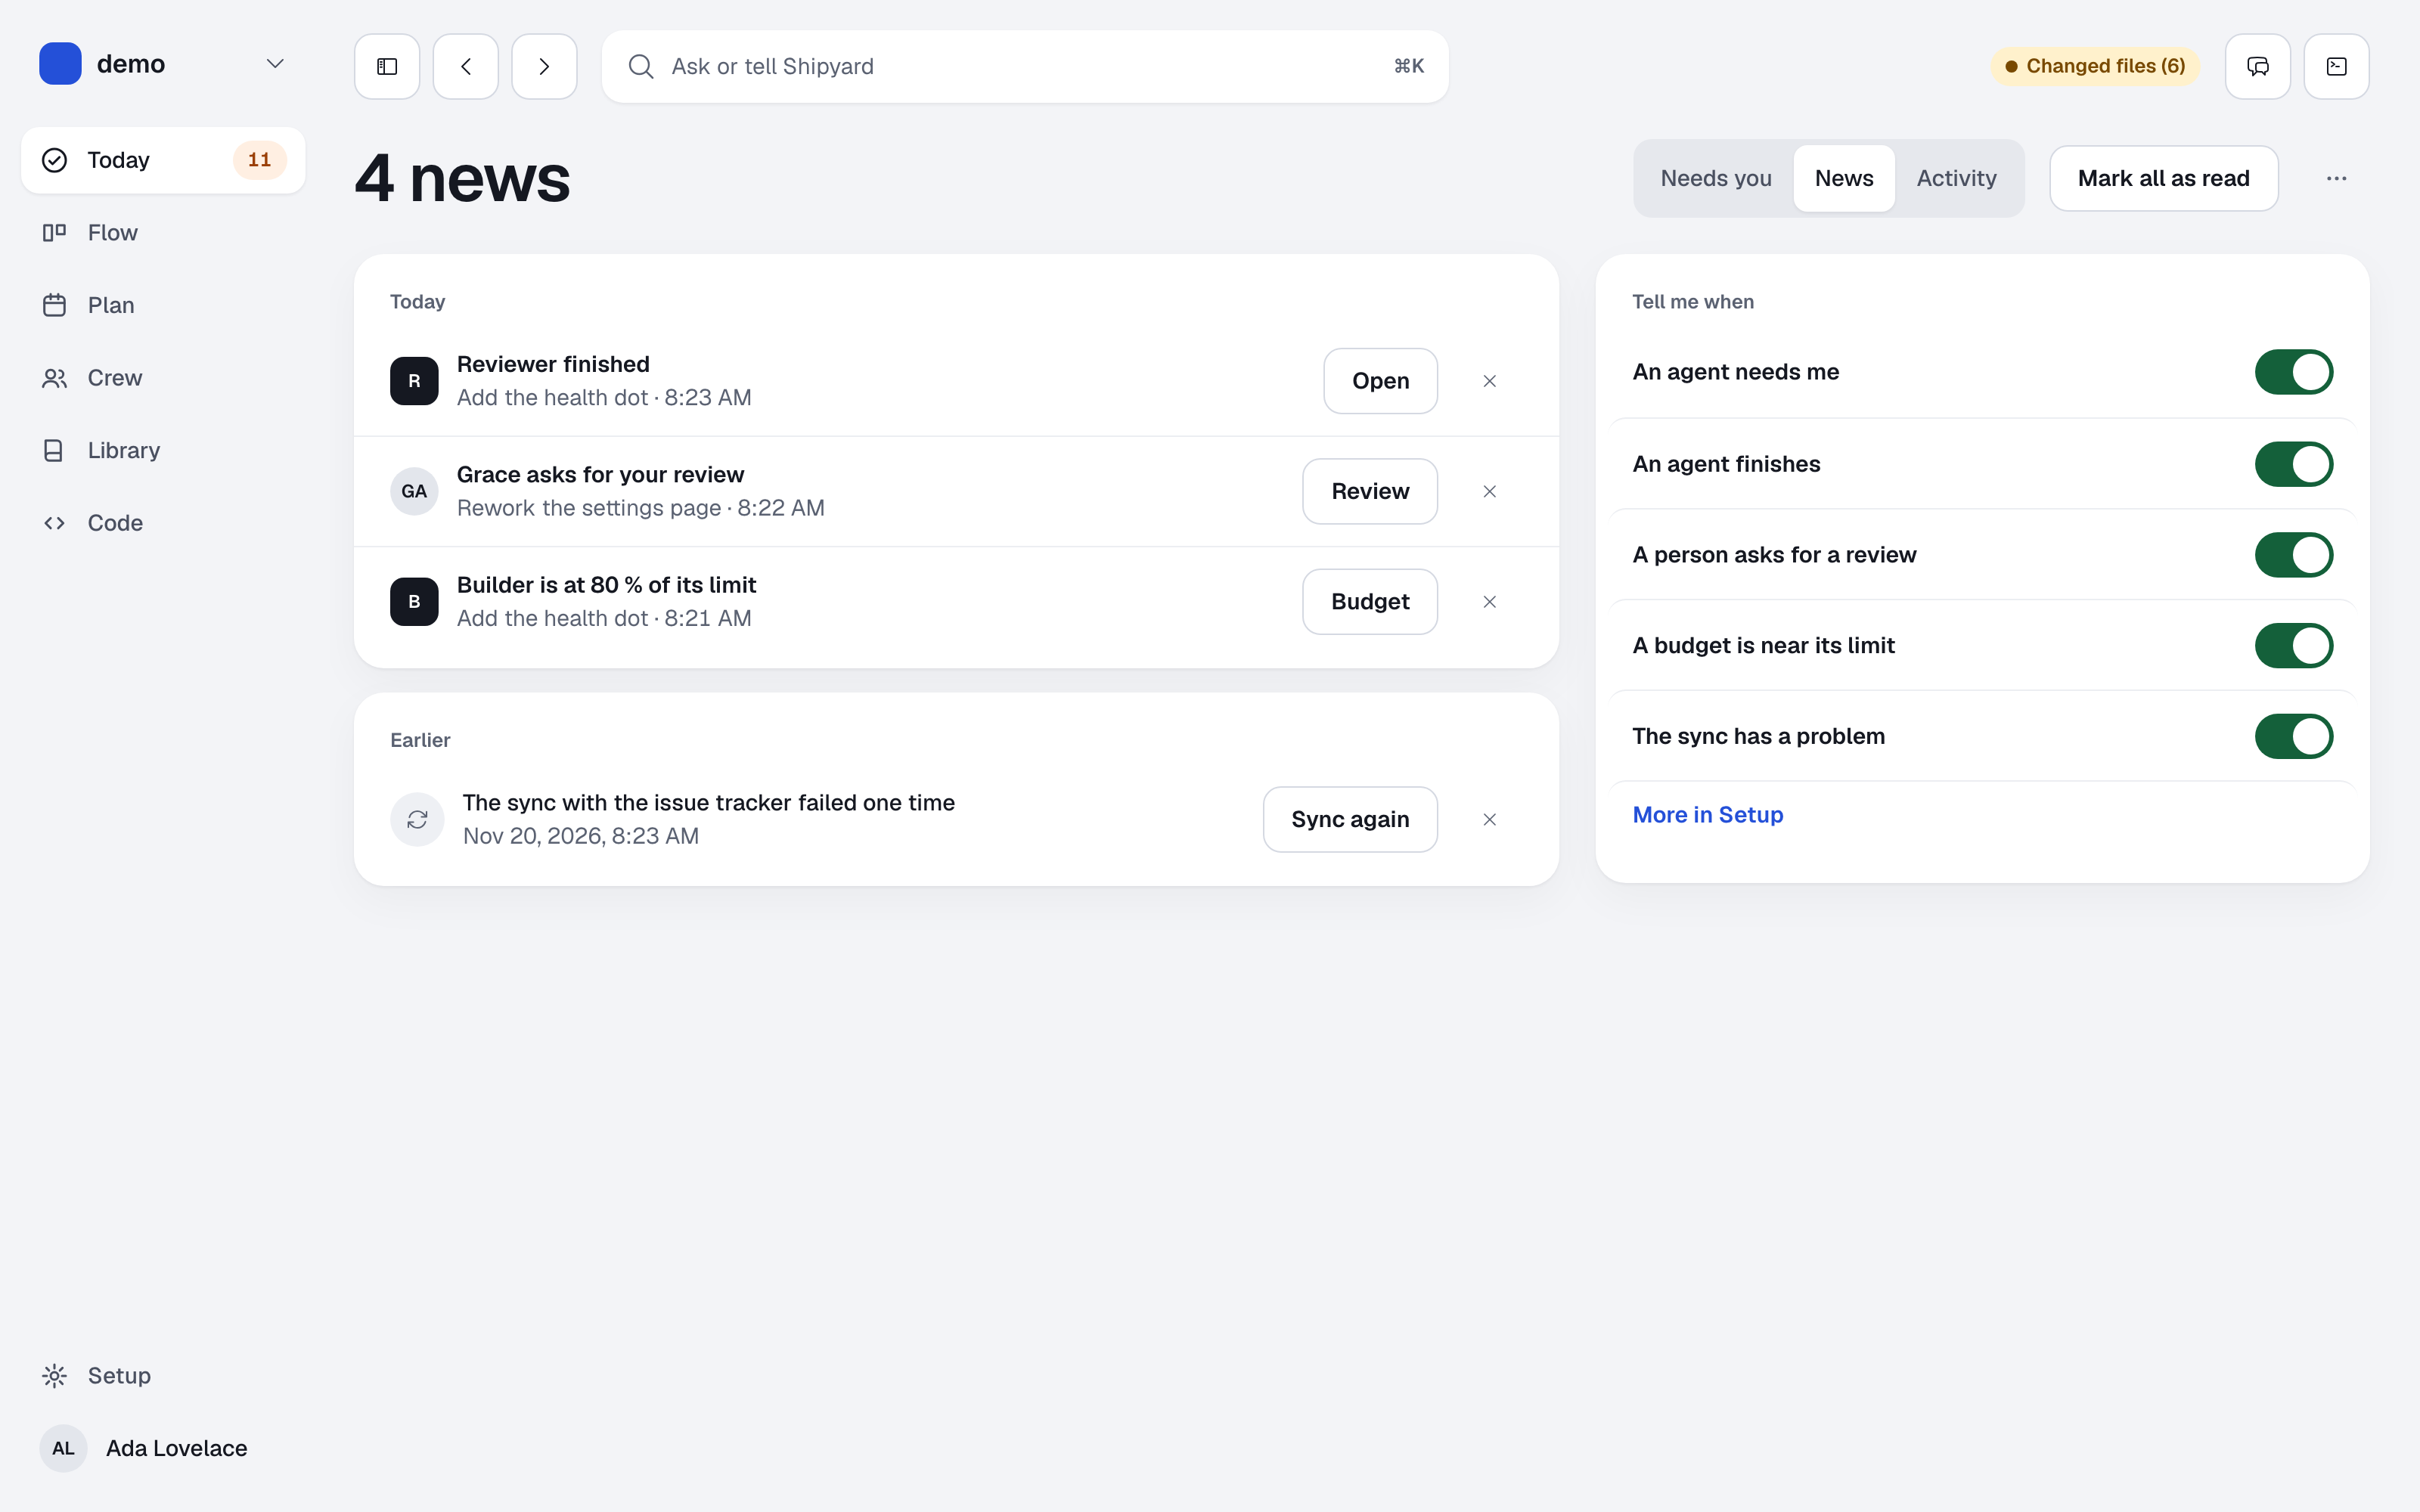 demo
Ask or tell Shipyard
⌘K
Changed files (6)
Today
11
Flow
Plan
Crew
Library
Code
Setup
AL
Ada Lovelace
4 news
Needs you
News
Activity
Mark all as read
Today
R
Reviewer finished
Add the health dot · 8:23 AM
Open
GA
Grace asks for your review
Rework the settings page · 8:22 AM
Review
B
Builder is at 80 % of its limit
Add the health dot · 8:21 AM
Budget
Earlier
The sync with the issue tracker failed one time
Nov 20, 2026, 8:23 AM
Sync again
Tell me when
An agent needs me
An agent finishes
A person asks for a review
A budget is near its limit
The sync has a problem
More in Setup